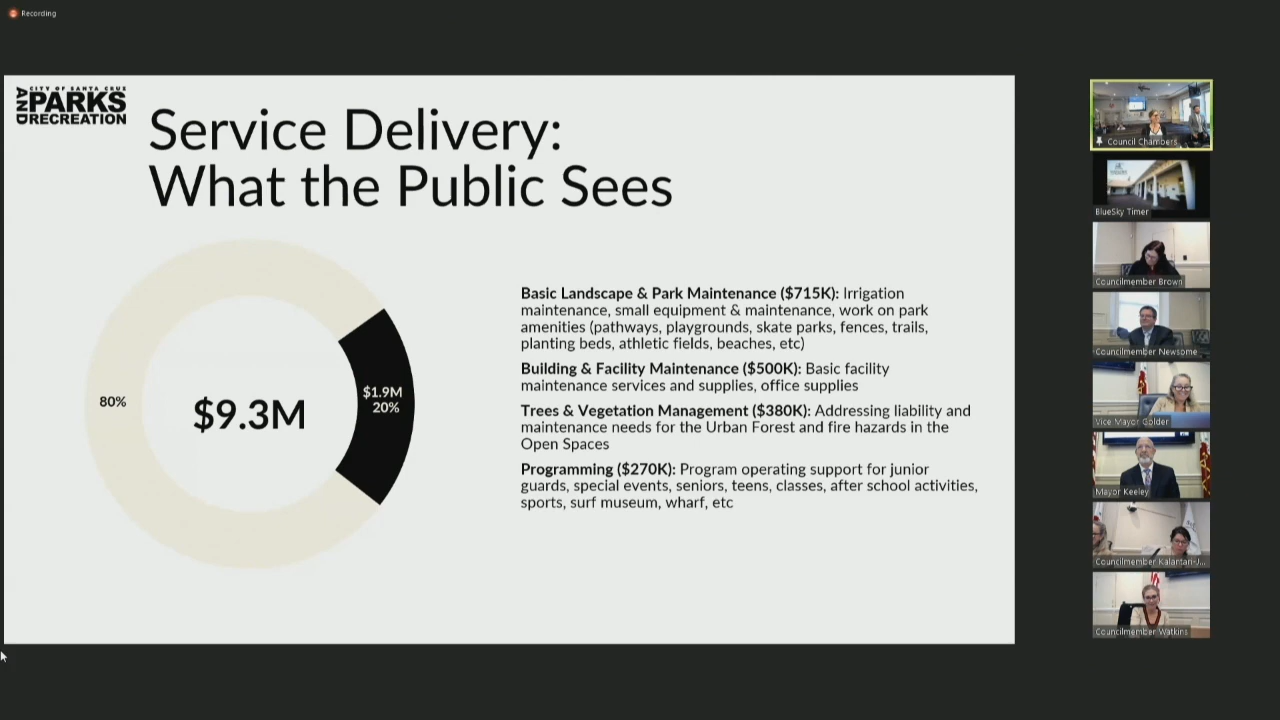 Recording
CITY OF SANTA CRUZ
AND PARKS
RECREATION
Service Delivery:
What the Public Sees
80%
$9.3M
$1.9M
20%
Basic Landscape & Park Maintenance ($715K): Irrigation
maintenance, small equipment & maintenance, work on park
amenities (pathways, playgrounds, skate parks, fences, trails,
planting beds, athletic fields, beaches, etc)
Building & Facility Maintenance ($500K): Basic facility
maintenance services and supplies, office supplies
Trees & Vegetation Management ($380K): Addressing liability and
maintenance needs for the Urban Forest and fire hazards in the
Open Spaces
Programming ($270K): Program operating support for junior
guards, special events, seniors, teens, classes, after school activities,
sports, surf museum, wharf, etc
Council Chambers
BlueSky Timer
Councilmember Brown
Councilmember Newsome
Vice Mayor Golder
Mayor Keeley
Councilmember Kalantari-J...
Councilmember Watkins